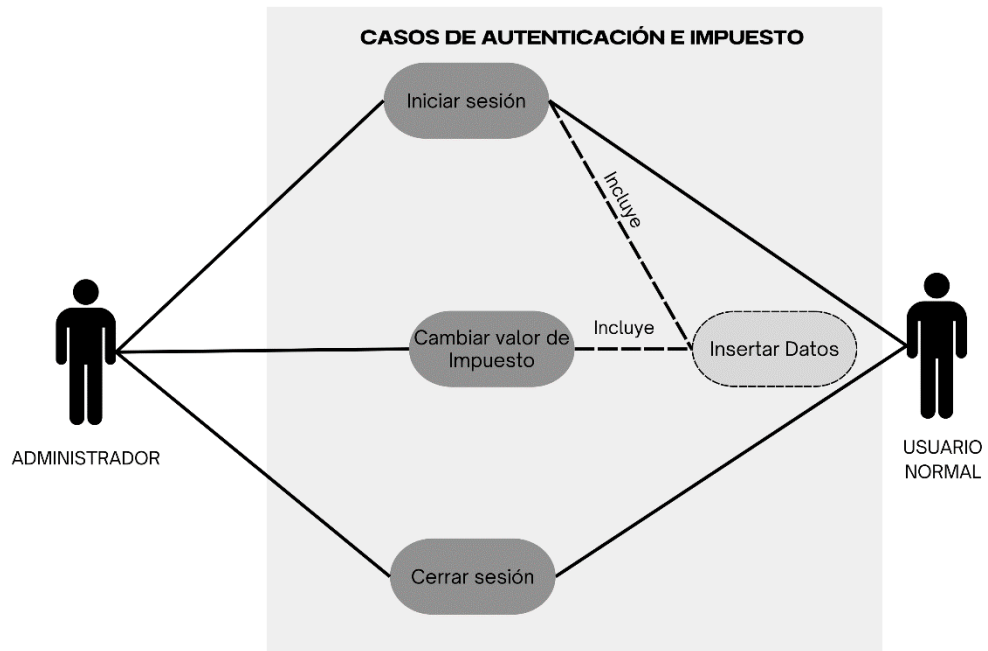 CASOS DE AUTENTICACIÓN E IMPUESTO
Iniciar sesión
Incluye
Cambiar valor de
Impuesto
Incluye
Insertar Datos
ADMINISTRADOR
USUARIO
NORMAL
Cerrar sesión